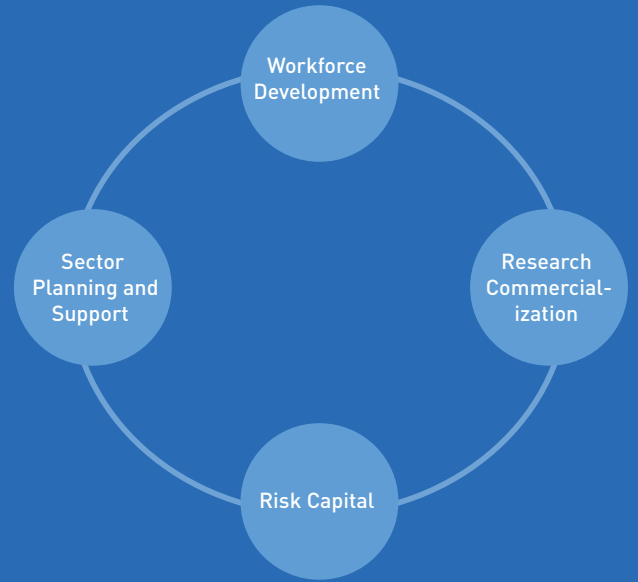 Workforce
Development
Sector
Planning and
Support
Research
Commercial-
ization
Risk Capital